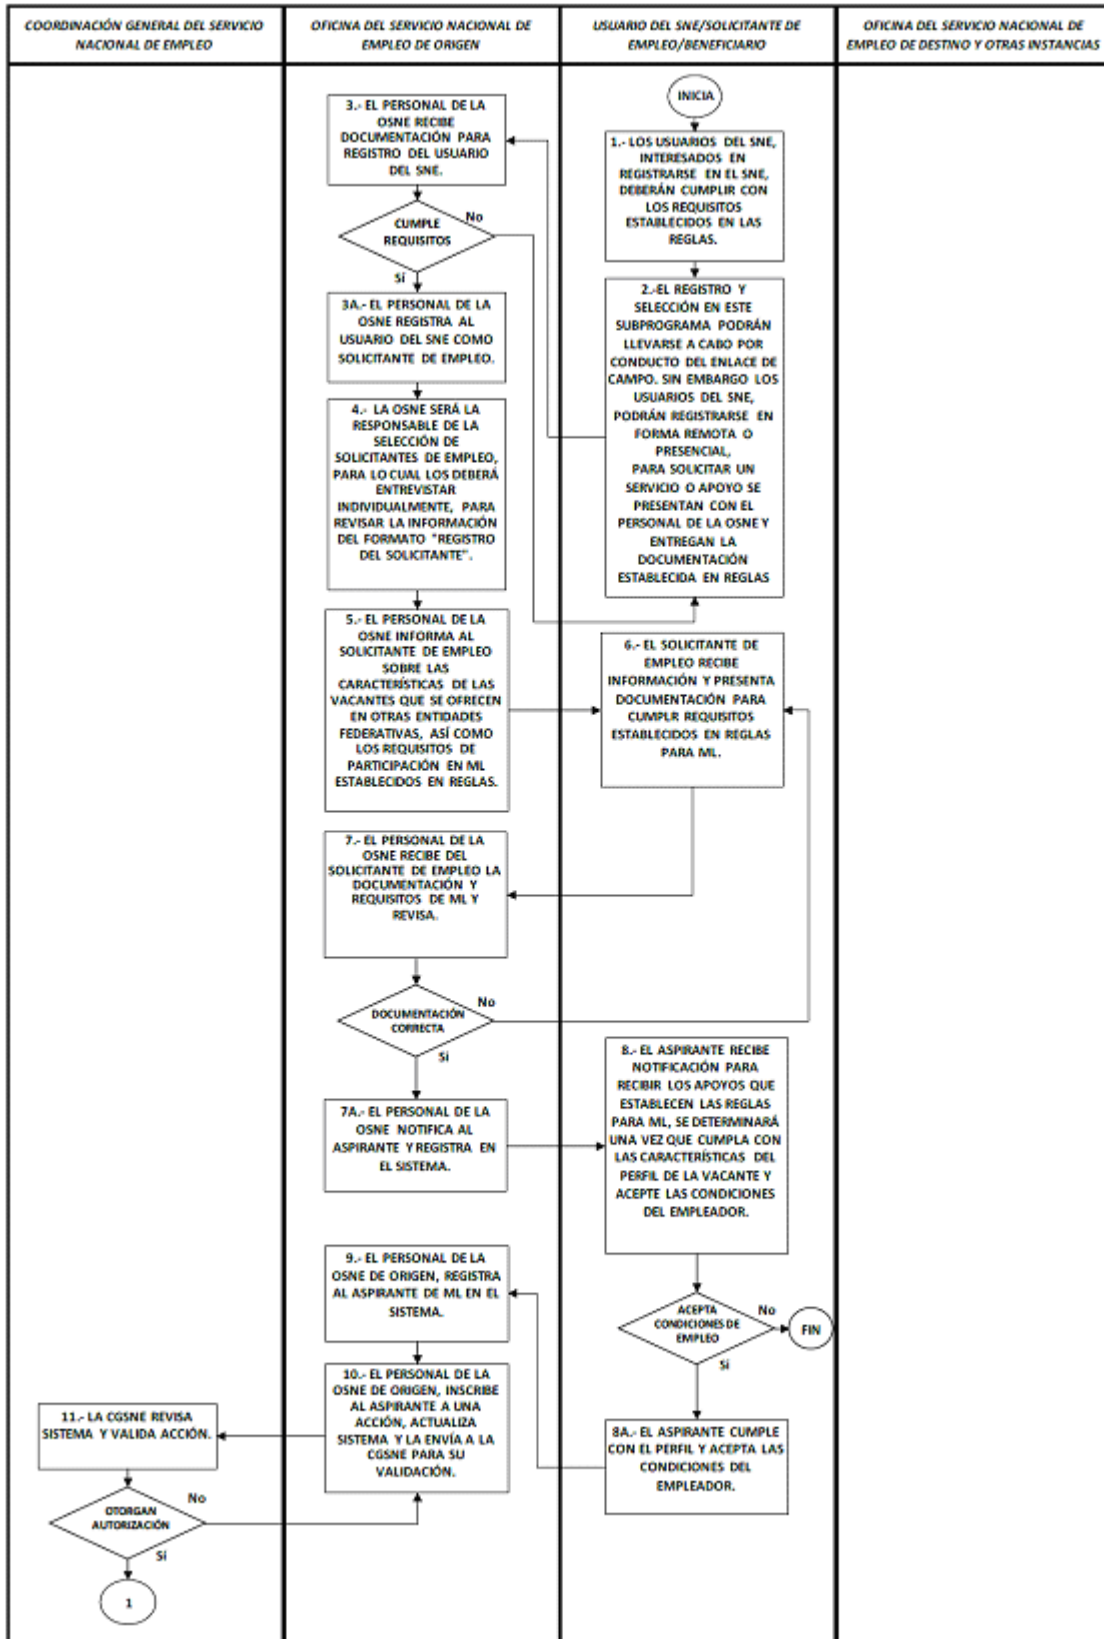 COORDINACIÓN GENERAL DEL SERVICIO
NACIONAL DE EMPLEO
OFICINA DEL SERVICIO NACIONAL DE
EMPLEO DE ORIGEN
USUARIO DEL SNE/SOLICITANTE DE
EMPLEO/BENEFICIARIO
OFICINA DEL SERVICIO NACIONAL DE
EMPLEO DE DESTINO Y OTRAS INSTANCIAS
INICIA
1.- LOS USUARIOS DEL SNE,
INTERESADOS EN
REGISTRARSE EN EL SNE,
DEBERÁN CUMPLIR CON
LOS REQUISITOS
ESTABLECIDOS EN LAS
REGLAS.
2.-EL REGISTRO Y
SELECCIÓN EN ESTE
SUBPROGRAMA PODRÁN
LLEVARSE A CABO POR
CONDUCTO DEL ENLACE DE
CAMPO. SIN EMBARGO LOS
USUARIOS DEL SNE,
PODRÁN REGISTRARSE EN
FORMA REMOTA O
PRESENCIAL,
PARA SOLICITAR UN
SERVICIO O APOYO SE
PRESENTAN CON EL
PERSONAL DE LA OSNE Y
ENTREGAN LA
DOCUMENTACIÓN
ESTABLECIDA EN REGLAS
3.- EL PERSONAL DE LA
OSNE RECIBE
DOCUMENTACIÓN PARA
REGISTRO DEL USUARIO
DEL SNE.
CUMPLE
REQUISITOS
No
Sí
3A.- EL PERSONAL DE LA
OSNE REGISTRA AL
USUARIO DEL SNE COMO
SOLICITANTE DE EMPLEO.
4.- LA OSNE SERÁ LA
RESPONSABLE DE LA
SELECCIÓN DE
SOLICITANTES DE EMPLEO,
PARA LO CUAL LOS DEBERÁ
ENTREVISTAR
INDIVIDUALMENTE, PARA
REVISAR LA INFORMACIÓN
DEL FORMATO "REGISTRO
DEL SOLICITANTE".
5.- EL PERSONAL DE LA
OSNE INFORMA AL
SOLICITANTE DE EMPLEO
SOBRE LAS
CARACTERÍSTICAS DE LAS
VACANTES QUE SE OFRECEN
EN OTRAS ENTIDADES
FEDERATIVAS, ASÍ COMO
LOS REQUISITOS DE
PARTICIPACIÓN EN ML
ESTABLECIDOS EN REGLAS.
6.- EL SOLICITANTE DE
EMPLEO RECIBE
INFORMACIÓN Y PRESENTA
DOCUMENTACIÓN PARA
CUMPLR REQUISITOS
ESTABLECIDOS EN REGLAS
PARA ML.
7.- EL PERSONAL DE LA
OSNE RECIBE DEL
SOLICITANTE DE EMPLEO LA
DOCUMENTACIÓN Y
REQUISITOS DE ML Y
REVISA.
DOCUMENTACIÓN
CORRECTA
No
Sí
7A.- EL PERSONAL DE LA
OSNE NOTIFICA AL
ASPIRANTE Y REGISTRA EN
EL SISTEMA.
8.- EL ASPIRANTE RECIBE
NOTIFICACIÓN PARA
RECIBIR LOS APOYOS QUE
ESTABLECEN LAS REGLAS
PARA ML, SE DETERMINARÁ
UNA VEZ QUE CUMPLA CON
LAS CARACTERÍSTICAS DEL
PERFIL DE LA VACANTE Y
ACEPTE LAS CONDICIONES
DEL EMPLEADOR.
ACEPTA
CONDICIONES DE
EMPLEO
No
FIN
Sí
8A.- EL ASPIRANTE CUMPLE
CON EL PERFIL Y ACEPTA LAS
CONDICIONES DEL
EMPLEADOR.
9.- EL PERSONAL DE LA
OSNE DE ORIGEN, REGISTRA
AL ASPIRANTE DE ML EN EL
SISTEMA.
10.- EL PERSONAL DE LA
OSNE DE ORIGEN, INSCRIBE
AL ASPIRANTE A UNA
ACCIÓN, ACTUALIZA
SISTEMA Y LA ENVÍA A LA
CGSNE PARA SU
VALIDACIÓN.
11.- LA CGSNE REVISA
SISTEMA Y VALIDA ACCIÓN.
OTORGAN
AUTORIZACIÓN
No
Sí
1